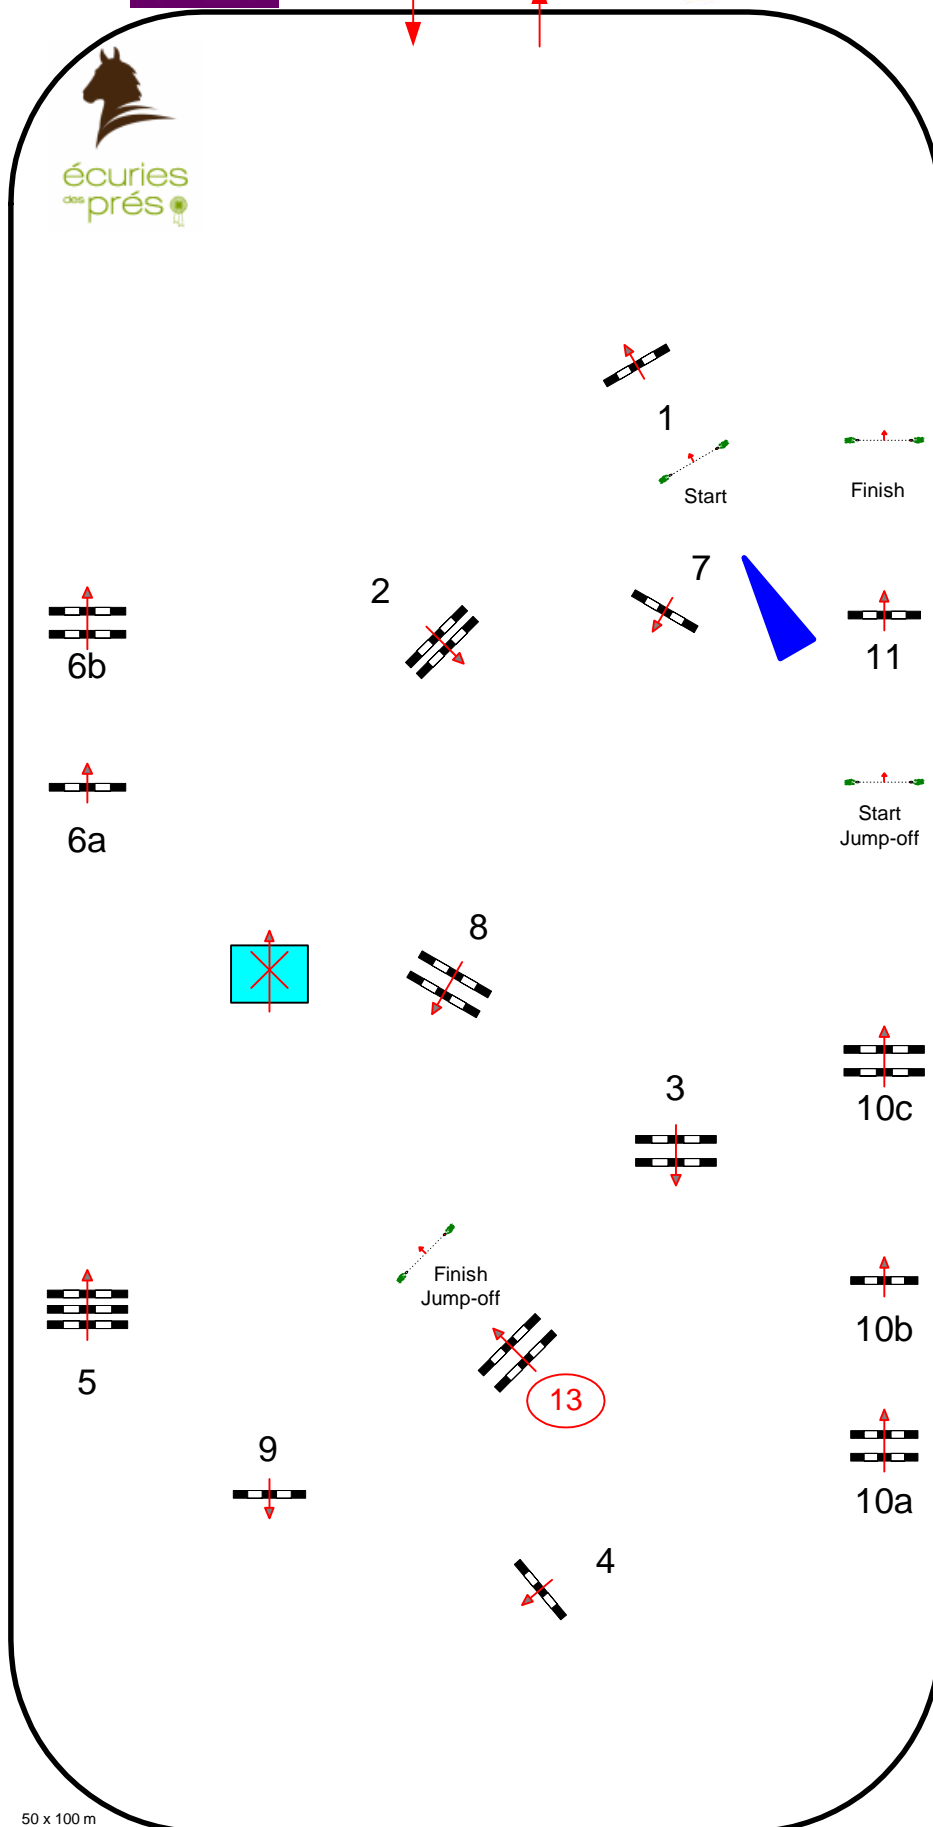 écuries
des prés
1
Start
Finish
7
2
11
6b
Start
Jump-off
6a
8
3
10c
Finish
Jump-off
10b
5
13
9
10a
4
50 x 100 m